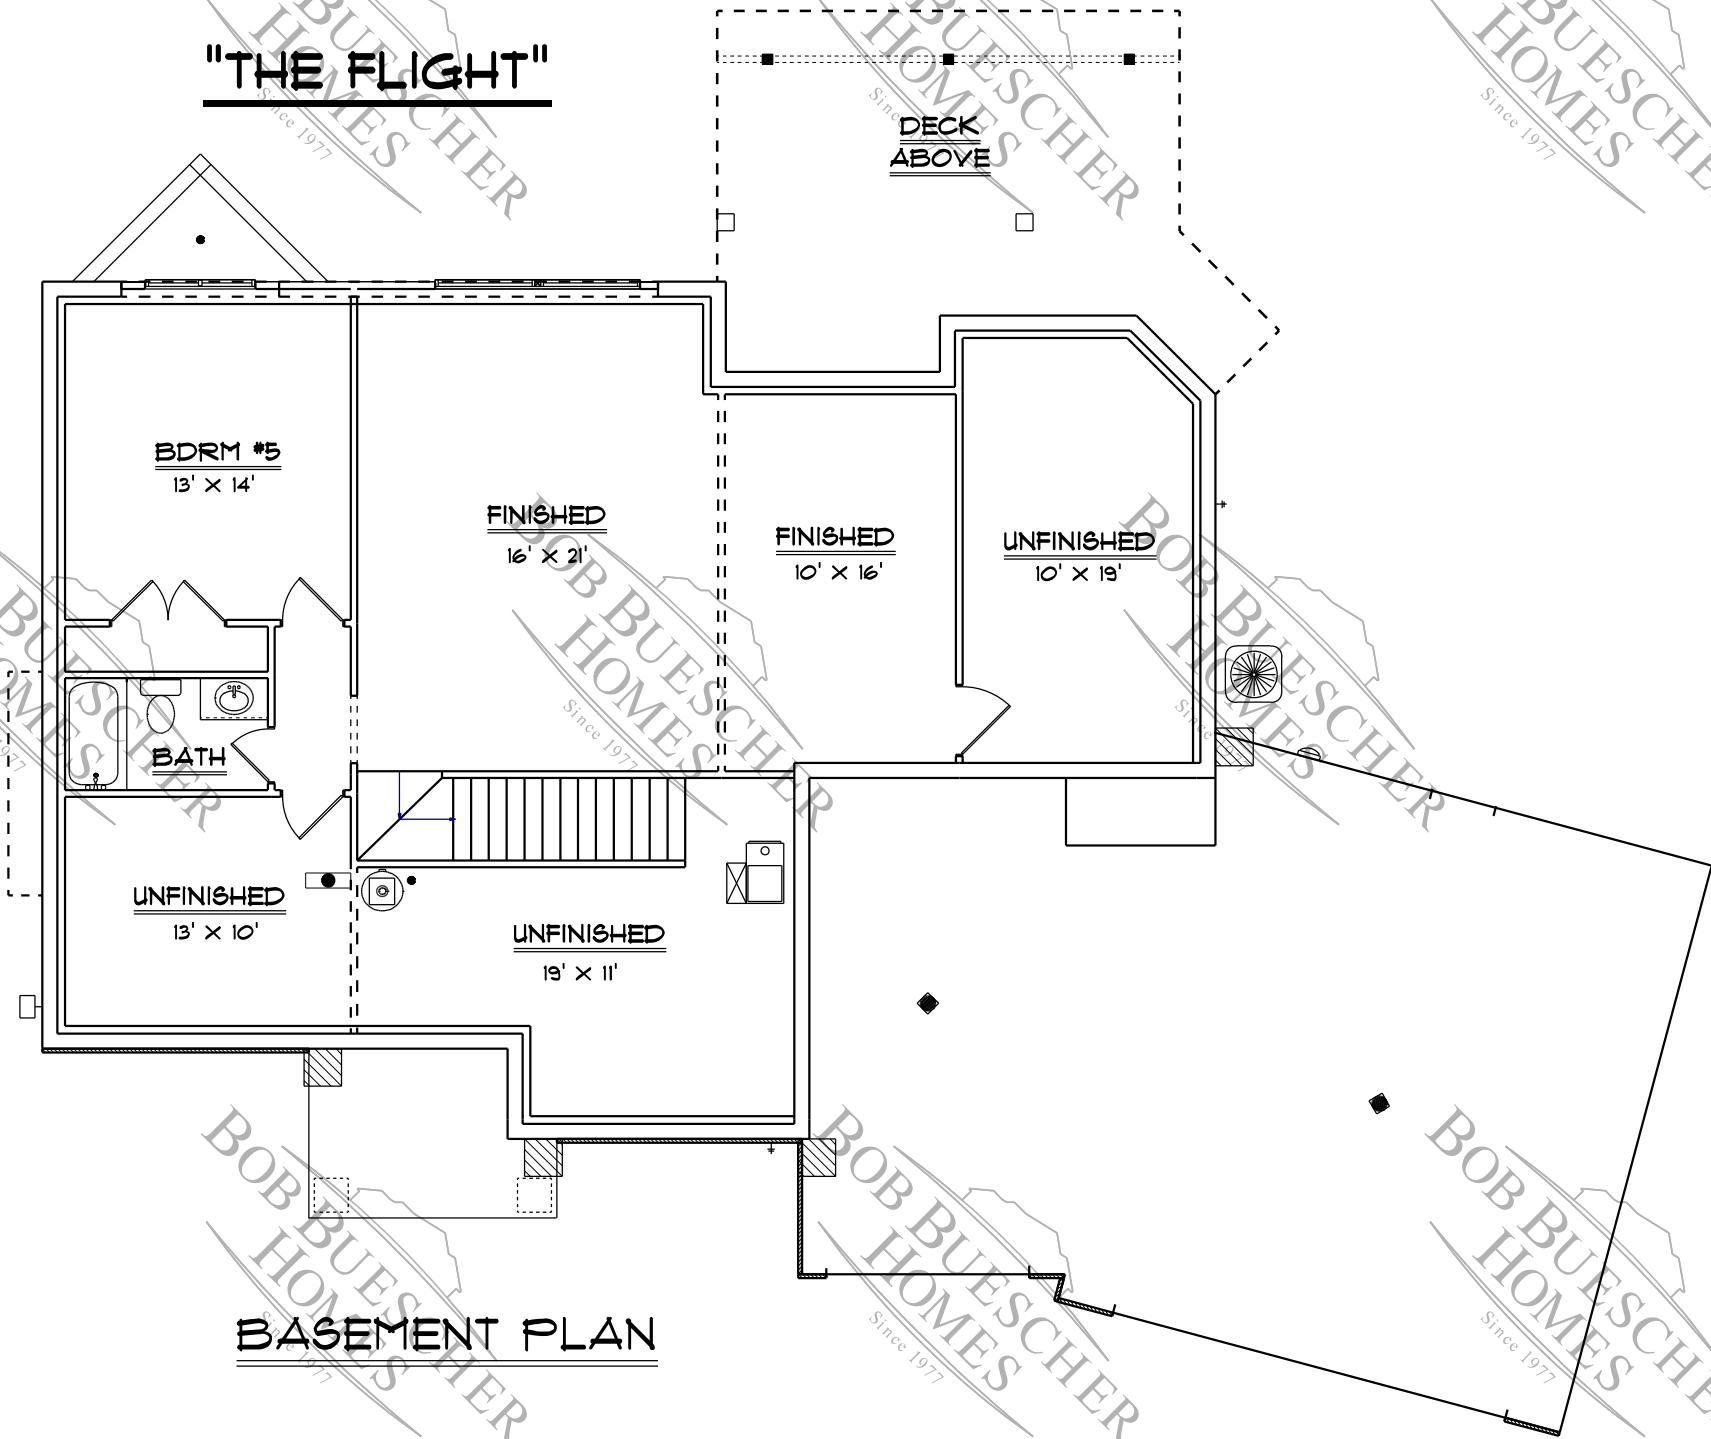 "THE FLIGHT"
DECK
ABOVE
BDRM #5
13' X 14'
FINISHED
16' X 21'
FINISHED
10' X 16'
UNFINISHED
10' X 19'
BATH
UNFINISHED
13' X 10'
UNFINISHED
19' X 11'
BASEMENT PLAN
BOB BUESCHER
HOMES
Since 1977